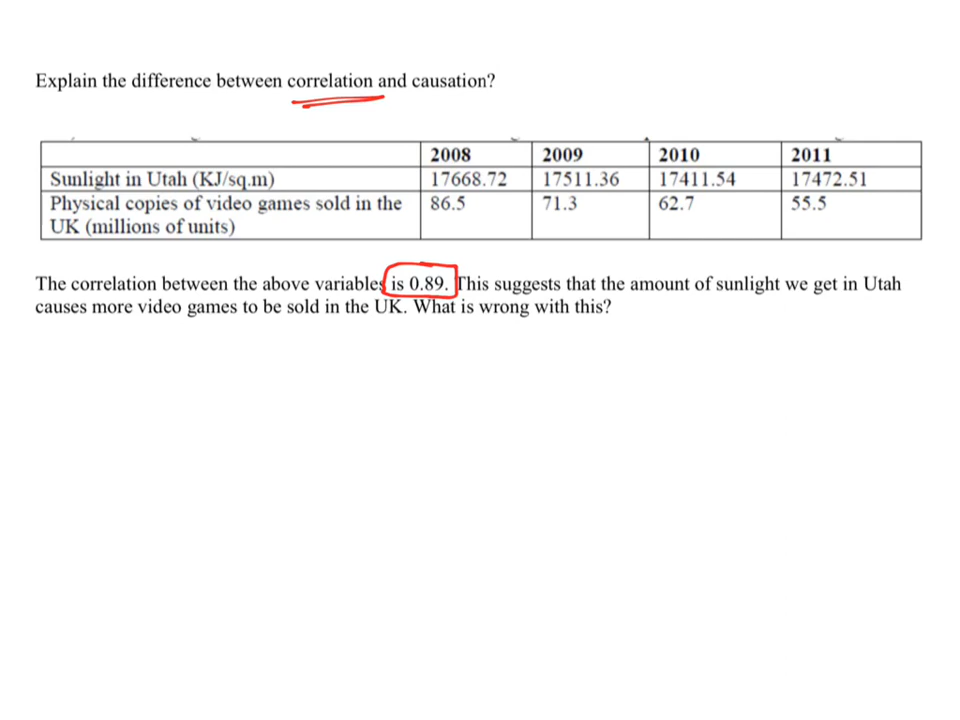 Explain the difference between correlation and causation?
2008 2009 2010 2011
Sunlight in Utah (KJ/sq.m) 17668.72 17511.36 17411.54 17472.51
Physical copies of video games sold in the 86.5 71.3 62.7 55.5
UK (millions of units)
The correlation between the above variables is 0.89. This suggests that the amount of sunlight we get in Utah
causes more video games to be sold in the UK. What is wrong with this?